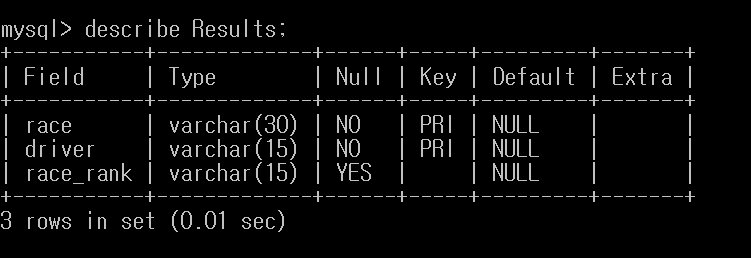 mysql> describe Results;
+-----------+-------------+------+-----+---------+-------+
| Field     | Type        | Null | Key | Default | Extra |
+-----------+-------------+------+-----+---------+-------+
| race      | varchar(30) | NO   | PRI | NULL    |       |
| driver    | varchar(15) | NO   | PRI | NULL    |       |
| race_rank | varchar(15) | YES  |     | NULL    |       |
+-----------+-------------+------+-----+---------+-------+
3 rows in set (0.01 sec)